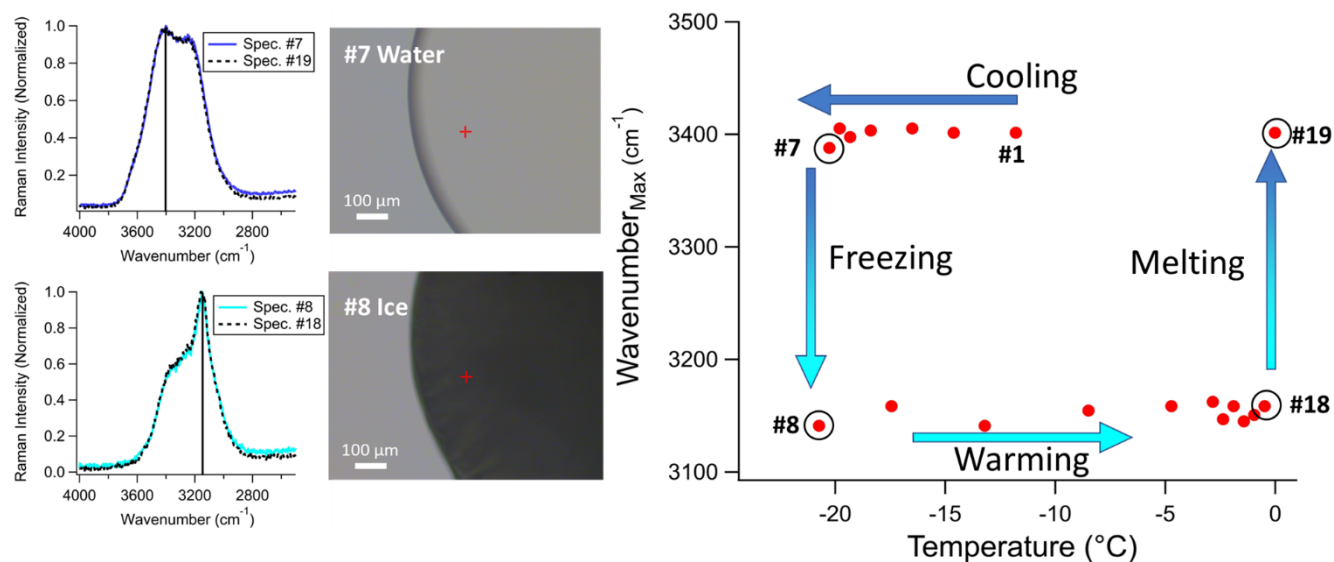 Raman Intensity (Normalized)
1.0
0.8
0.6
0.4
0.2
Spec. #7
Spec. #19
4000
3600
3200
2800
Wavenumber (cm-1)
#7 Water
100 µm
Raman Intensity (Normalized)
1.0
0.8
0.6
0.4
0.2
0.0
Spec. #8
Spec. #18
4000
3600
3200
2800
Wavenumber (cm-1)
#8 Ice
100 µm
WavenumberMax (cm-1)
3500
3400
3300
3200
3100
Cooling
#7
#1
#19
Freezing
Melting
#8
#18
Warming
-20
-15
-10
-5
0
Temperature (°C)